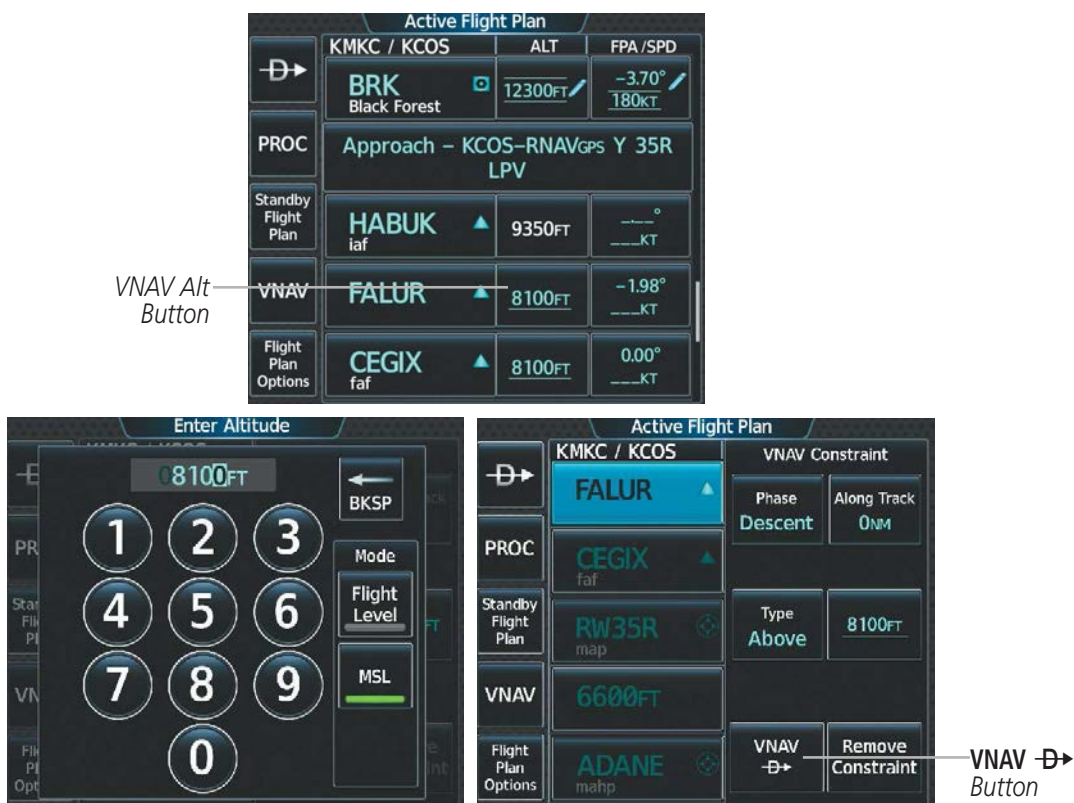 Active Flight Plan
KMKC / KCOS ALT FPA/SPD
BRK 12300FT -3.70°
Black Forest 180KT
PROC
Approach – KCOS–RNAVGPS Y 35R
LPV
Standby
Flight
Plan
HABUK 9350FT _.__°
iaf ___KT
VNAV Alt
Button
VNAV
FALUR 8100FT -1.98°
___KT
Flight
Plan
Options
CEGIX 8100FT 0.00°
faf ___KT
Enter Altitude
08100FT
BKSP
1 2 3
Mode
4 5 6
Flight
Level
7 8 9
MSL
0
Active Flight Plan
KMKC / KCOS VNAV Constraint
FALUR
Phase
Descent
Along Track
0NM
PROC
CEGIX
faf
Standby
Flight
Plan
RW35R
map
Type
Above
8100FT
VNAV
6600FT
Flight
Plan
Options
ADANE
mahp
VNAV
D
Remove
Constraint
VNAV D
Button